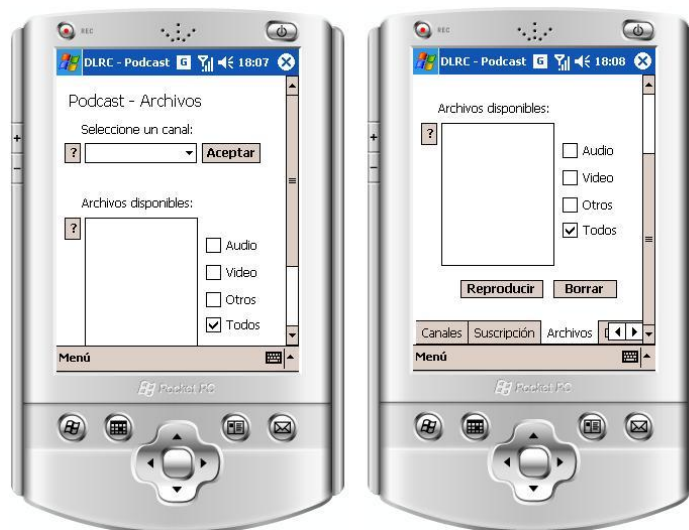 REC
DLRC - Podcast G 18:07
Podcast - Archivos
Seleccione un canal:
? Aceptar
Archivos disponibles:
?
Audio
Video
Otros
Todos
Menú
Pocket PC
REC
DLRC - Podcast G 18:08
Archivos disponibles:
?
Audio
Video
Otros
Todos
Reproducir Borrar
Canales Suscripción Archivos
Menú
Pocket PC